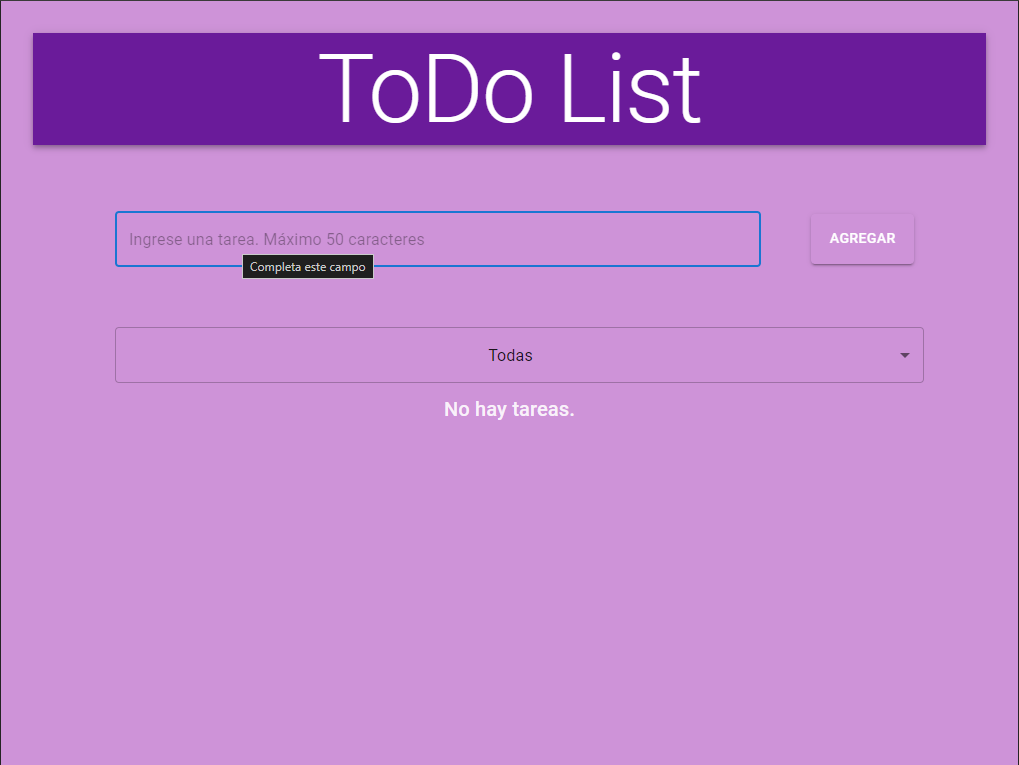 ToDo List
Ingrese una tarea. Máximo 50 caracteres
AGREGAR
Completa este campo
Todas
No hay tareas.